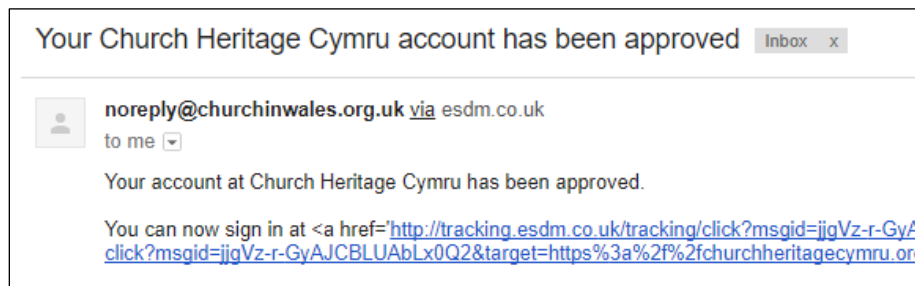 Your Church Heritage Cymru account has been approved Inbox x
noreply@churchinwales.org.uk via esdm.co.uk
to me
Your account at Church Heritage Cymru has been approved.
You can now sign in at <a href='http://tracking.esdm.co.uk/tracking/click?msgid=jjgVz-r-GyA
click?msgid=jjgVz-r-GyAJCBLUAbLx0Q2&target=https%3a%2f%2fchurchheritagecymru.or